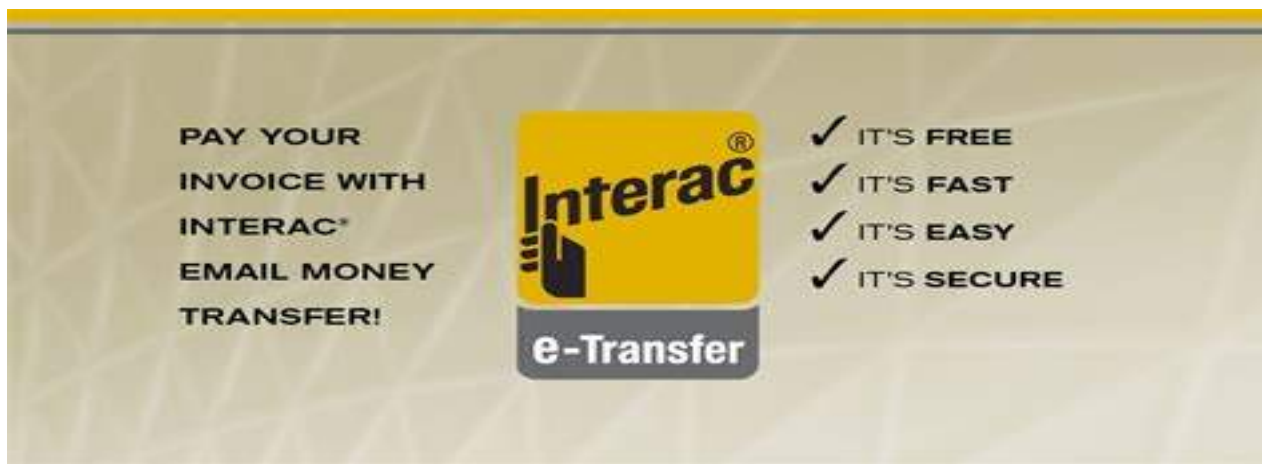 PAY YOUR
INVOICE WITH
INTERAC®
EMAIL MONEY
TRANSFER!
Interac®
e-Transfer
✓ IT'S FREE
✓ IT'S FAST
✓ IT'S EASY
✓ IT'S SECURE